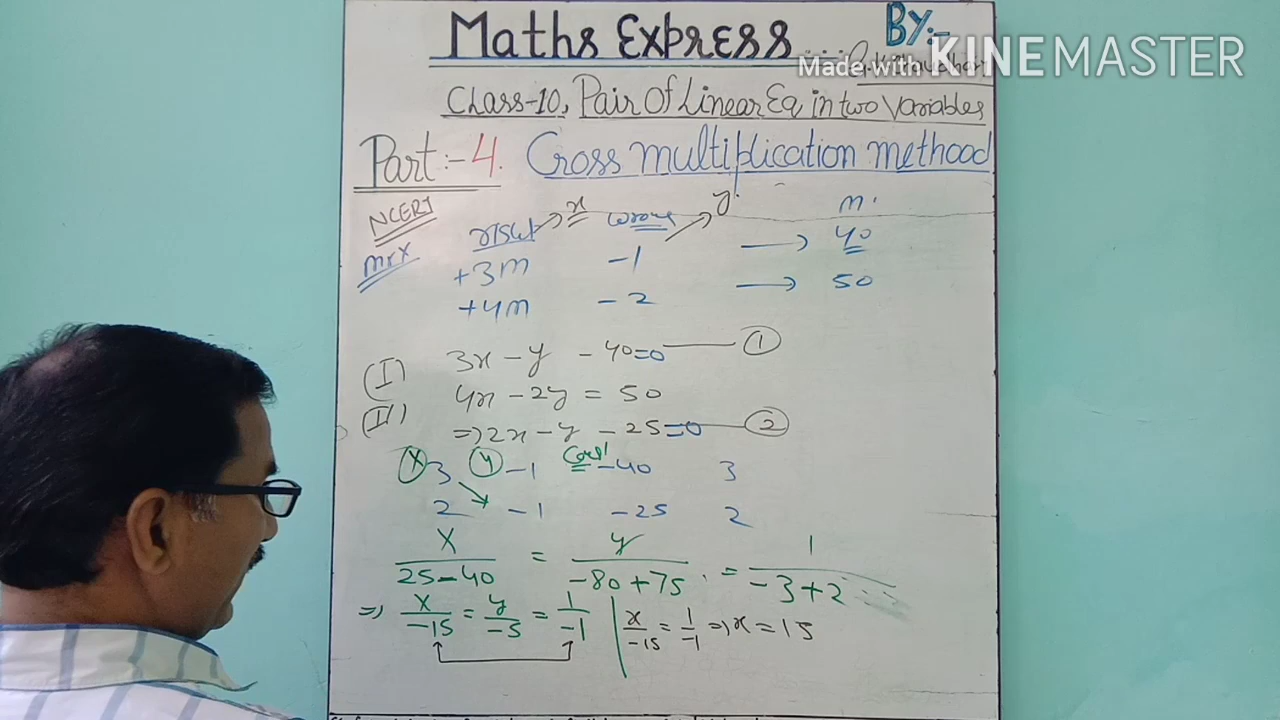 Maths Express BY:-
Made with KINEMASTER
Class-10, Pair Of Linear Eq in two Variables
Part:-4. Cross multiplication methood
NCERT x y m.
+3m -1 → 40
+4m -2 → 50
(I) 3x - y - 40=0 — ①
4x - 2y = 50
(II) => 2x - y - 25=0 — ②
X 3 y -1 -40 3
2 -1 -25 2
X/25-40 = y/-80+75 = 1/-3+2
=> X/-15 = y/-5 = 1/-1 | x/-15 = 1/-1 => x = 15